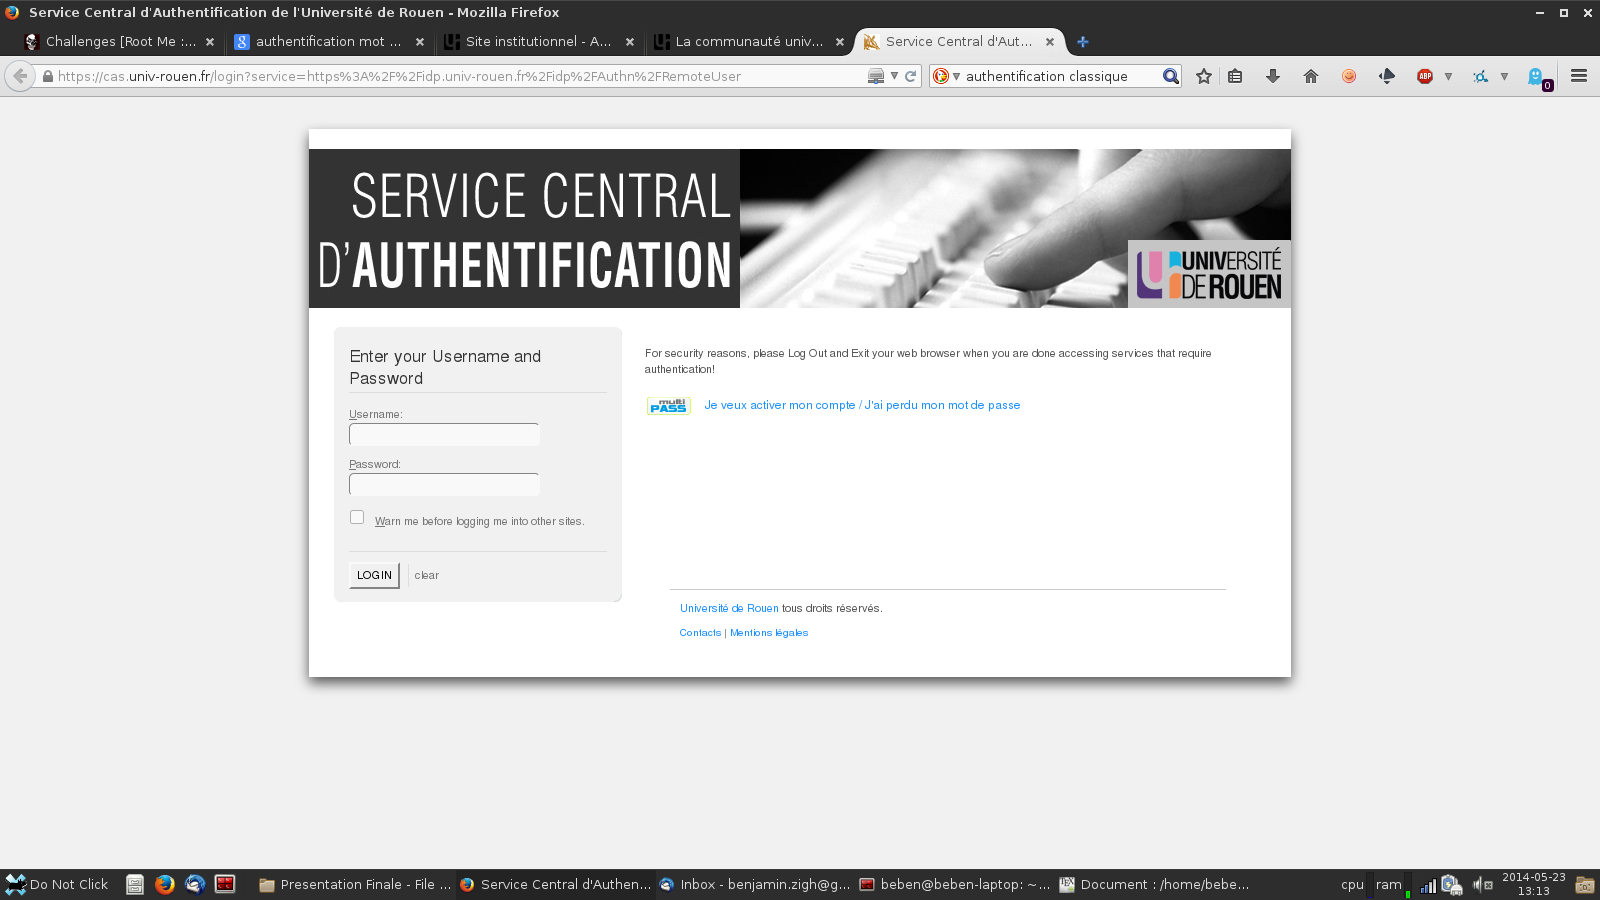 Service Central d'Authentification de l'Université de Rouen - Mozilla Firefox
Challenges [Root Me :...
authentification mot ...
Site institutionnel - A...
La communauté univ...
Service Central d'Aut...
https://cas.univ-rouen.fr/login?service=https%3A%2F%2Fidp.univ-rouen.fr%2Fidp%2FAuthn%2FRemoteUser
authentification classique
ABP
0
SERVICE CENTRAL
D'AUTHENTIFICATION
UNIVERSITÉ
DE ROUEN
Enter your Username and
Password
Username:
Password:
Warn me before logging me into other sites.
LOGIN
clear
For security reasons, please Log Out and Exit your web browser when you are done accessing services that require
authentication!
multi
PASS
Je veux activer mon compte / J'ai perdu mon mot de passe
Université de Rouen tous droits réservés.
Contacts | Mentions légales
Do Not Click
Presentation Finale - File ...
Service Central d'Authen...
Inbox - benjamin.zigh@g...
beben@beben-laptop: ~...
Document : /home/bebe...
cpu
ram
2014-05-23
13:13